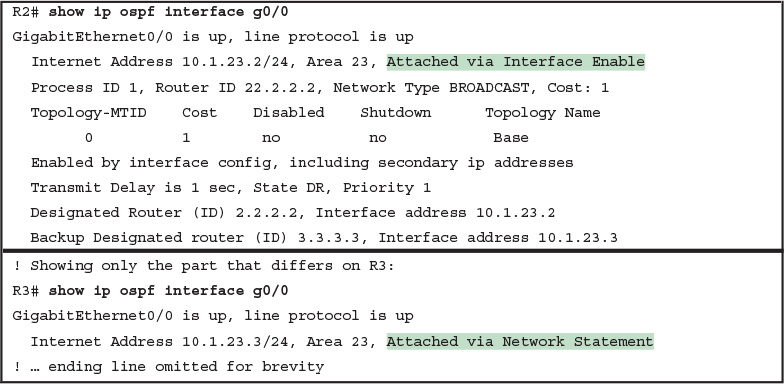 R2# show ip ospf interface g0/0
GigabitEthernet0/0 is up, line protocol is up
Internet Address 10.1.23.2/24, Area 23, Attached via Interface Enable
Process ID 1, Router ID 22.2.2.2, Network Type BROADCAST, Cost: 1
Topology-MTID Cost Disabled Shutdown Topology Name
0 1 no no Base
Enabled by interface config, including secondary ip addresses
Transmit Delay is 1 sec, State DR, Priority 1
Designated Router (ID) 2.2.2.2, Interface address 10.1.23.2
Backup Designated router (ID) 3.3.3.3, Interface address 10.1.23.3
! Showing only the part that differs on R3:
R3# show ip ospf interface g0/0
GigabitEthernet0/0 is up, line protocol is up
Internet Address 10.1.23.3/24, Area 23, Attached via Network Statement
! … ending line omitted for brevity